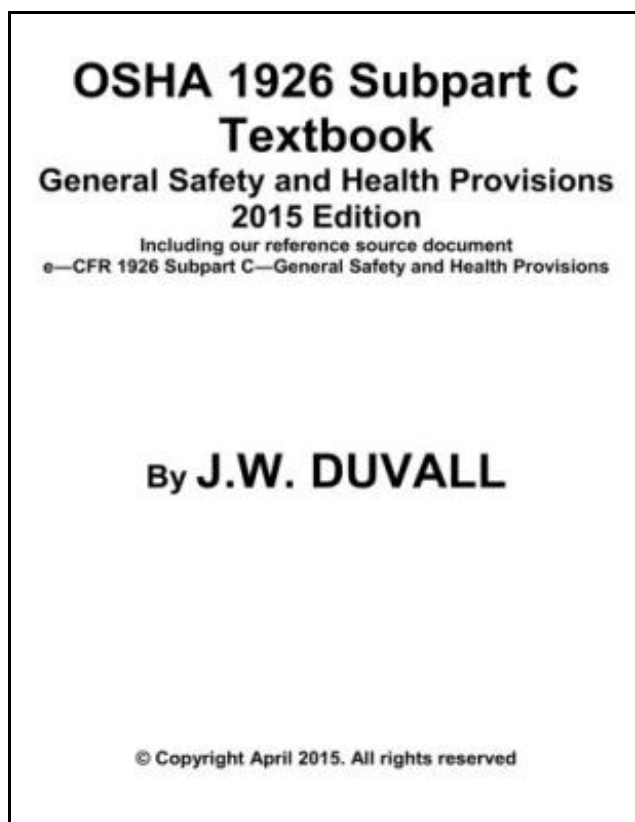 OSHA 1926 Subpart C
Textbook
General Safety and Health Provisions
2015 Edition
Including our reference source document
e—CFR 1926 Subpart C—General Safety and Health Provisions
By J.W. DUVALL
© Copyright April 2015. All rights reserved